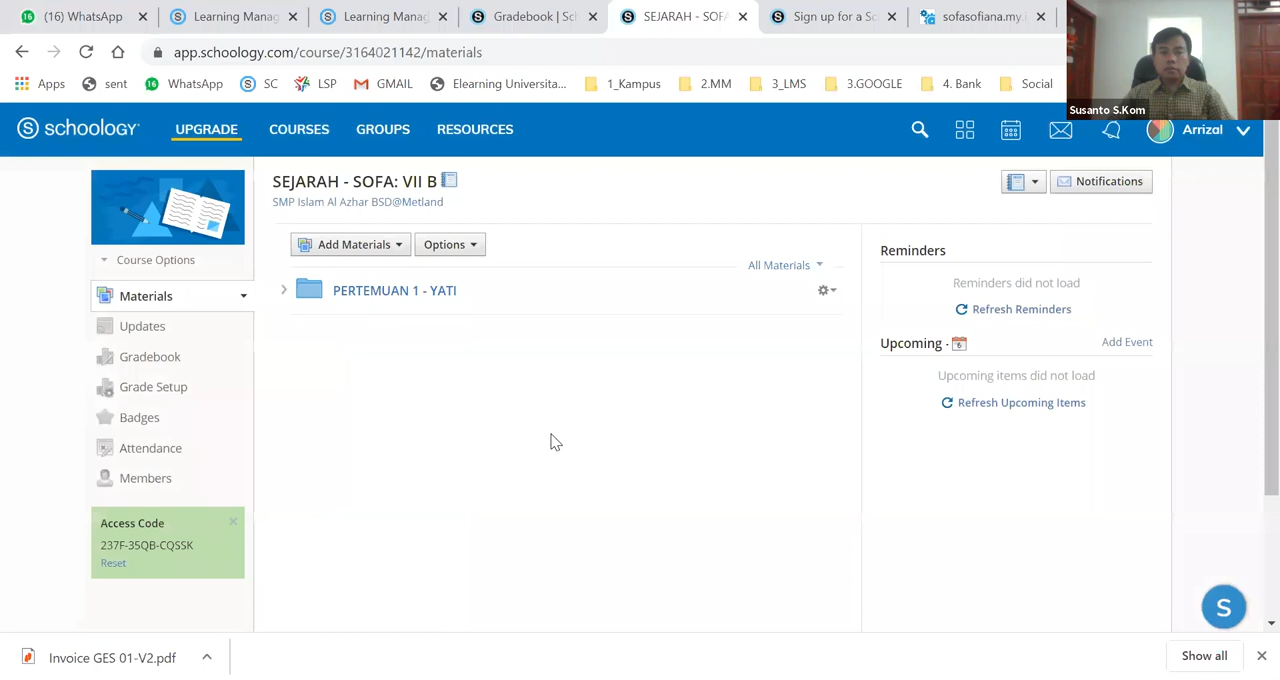 (16) WhatsApp
Learning Manag
Learning Manag
Gradebook | Sch
SEJARAH - SOFA
Sign up for a Sc
sofasofiana.my.
app.schoology.com/course/3164021142/materials
Apps
sent
WhatsApp
SC
LSP
GMAIL
Elearning Universita...
1_Kampus
2.MM
3_LMS
3.GOOGLE
4. Bank
Social
Susanto S.Kom
schoology
UPGRADE
COURSES
GROUPS
RESOURCES
Arrizal
SEJARAH - SOFA: VII B
SMP Islam Al Azhar BSD@Metland
Notifications
Course Options
Materials
Updates
Gradebook
Grade Setup
Badges
Attendance
Members
Access Code
237F-35QB-CQSSK
Reset
Add Materials
Options
All Materials
PERTEMUAN 1 - YATI
Reminders
Reminders did not load
Refresh Reminders
Upcoming · 6
Add Event
Upcoming items did not load
Refresh Upcoming Items
S
Invoice GES 01-V2.pdf
Show all